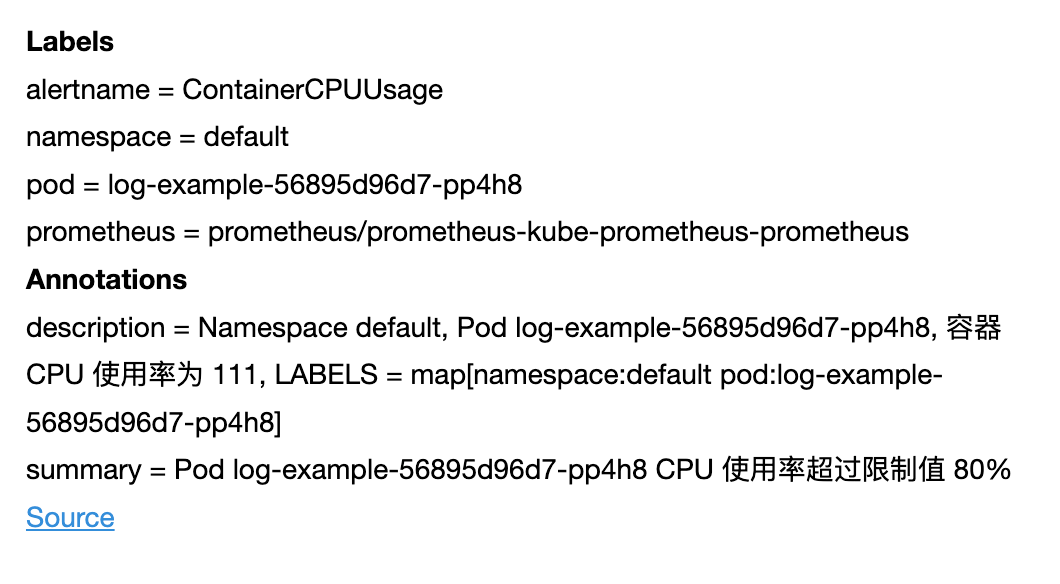 Labels
alertname = ContainerCPUUsage
namespace = default
pod = log-example-56895d96d7-pp4h8
prometheus = prometheus/prometheus-kube-prometheus-prometheus
Annotations
description = Namespace default, Pod log-example-56895d96d7-pp4h8, 容器
CPU 使用率为 111, LABELS = map[namespace:default pod:log-example-
56895d96d7-pp4h8]
summary = Pod log-example-56895d96d7-pp4h8 CPU 使用率超过限制值 80%
Source